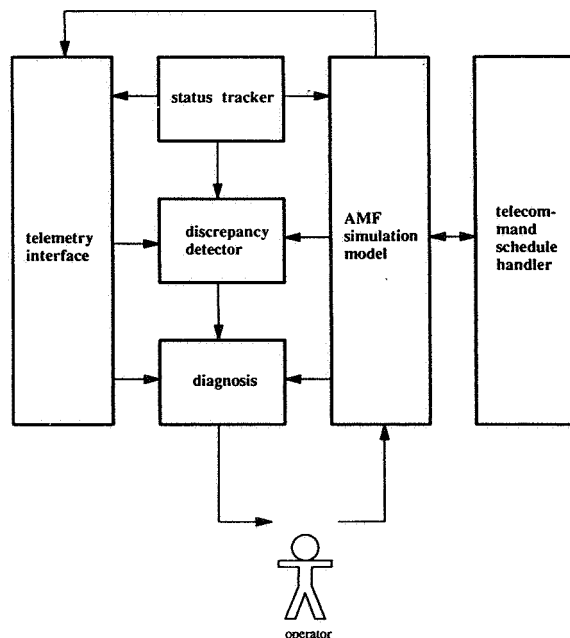 status tracker
telemetry
interface
discrepancy
detector
AMF
simulation
model
telecom-
mand
schedule
handler
diagnosis
operator